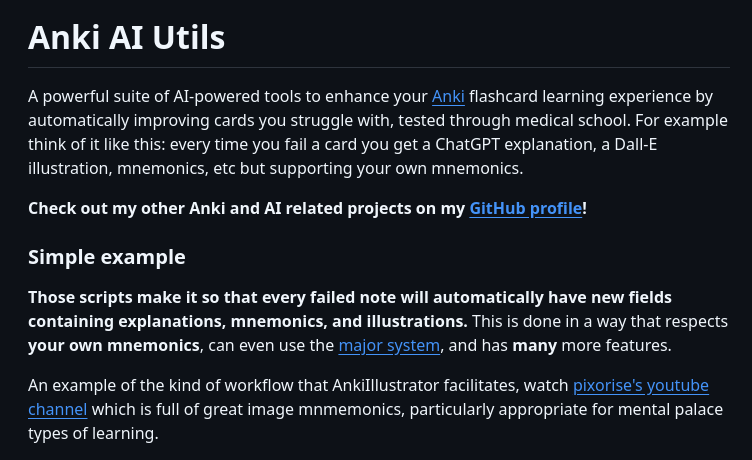 Anki AI Utils
A powerful suite of AI-powered tools to enhance your Anki flashcard learning experience by
automatically improving cards you struggle with, tested through medical school. For example
think of it like this: every time you fail a card you get a ChatGPT explanation, a Dall-E
illustration, mnemonics, etc but supporting your own mnemonics.
Check out my other Anki and AI related projects on my GitHub profile!
Simple example
Those scripts make it so that every failed note will automatically have new fields
containing explanations, mnemonics, and illustrations. This is done in a way that respects
your own mnemonics, can even use the major system, and has many more features.
An example of the kind of workflow that AnkiIllustrator facilitates, watch pixorise's youtube
channel which is full of great image mnmemonics, particularly appropriate for mental palace
types of learning.